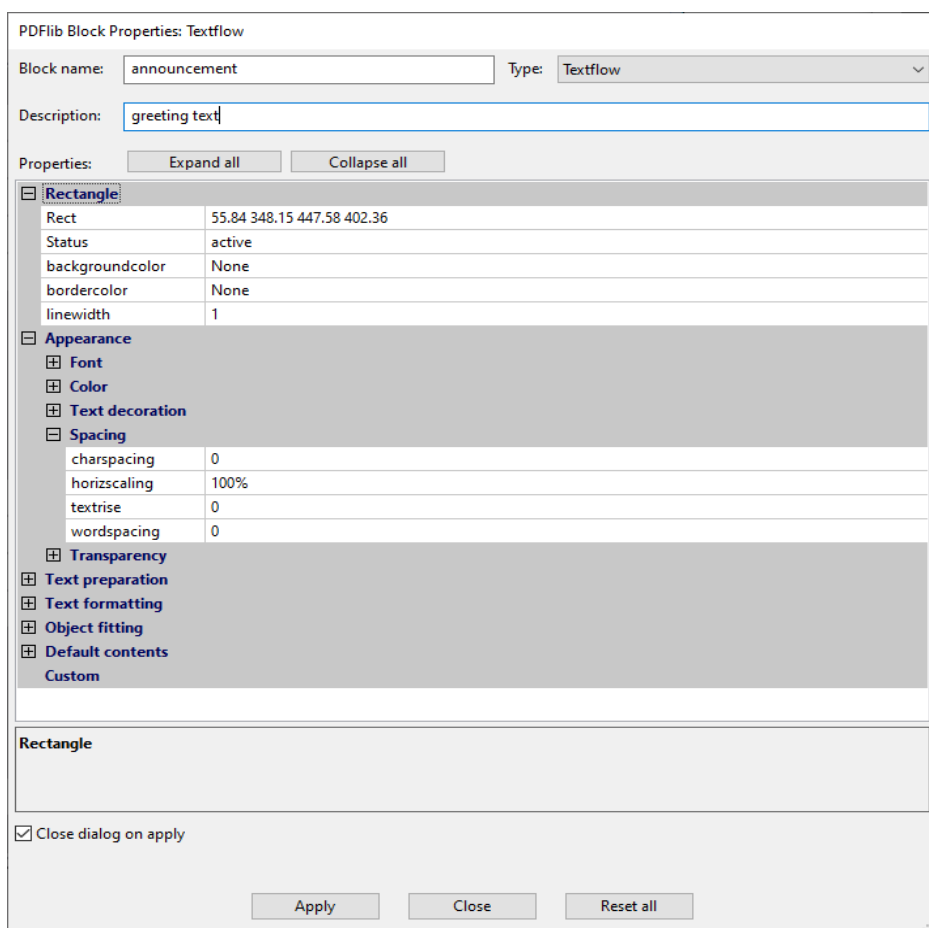 PDFlib Block Properties: Textflow
Block name: announcement Type: Textflow
Description: greeting text
Properties: Expand all Collapse all
Rectangle
Rect 55.84 348.15 447.58 402.36
Status active
backgroundcolor None
bordercolor None
linewidth 1
Appearance
Font
Color
Text decoration
Spacing
charspacing 0
horizscaling 100%
textrise 0
wordspacing 0
Transparency
Text preparation
Text formatting
Object fitting
Default contents
Custom
Rectangle
Close dialog on apply
Apply Close Reset all